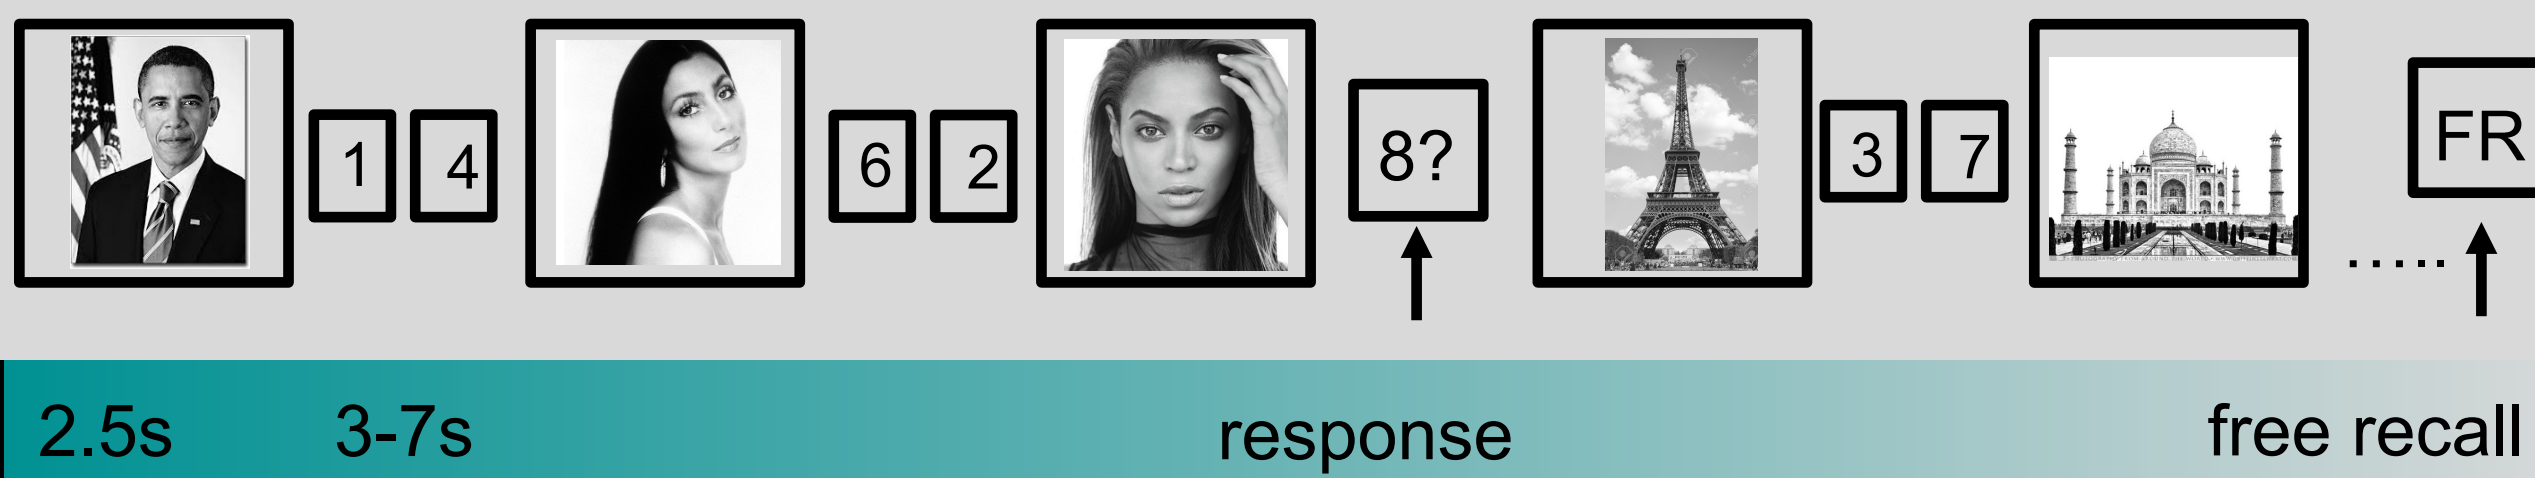 1 4 6 2 8? 3 7 FR
.....
2.5s 3-7s response free recall